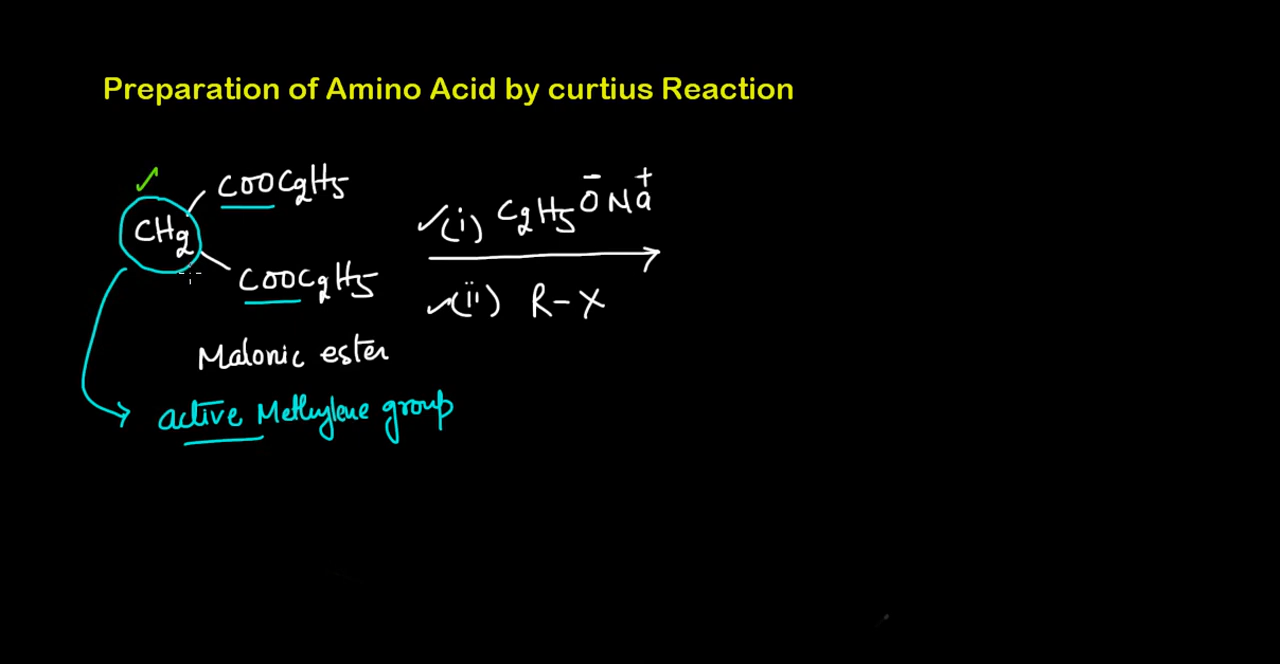 Preparation of Amino Acid by curtius Reaction
COOC2H5
CH2
COOC2H5
(i) C2H5O⁻Na⁺
(ii) R-X
Malonic ester
active Methylene group